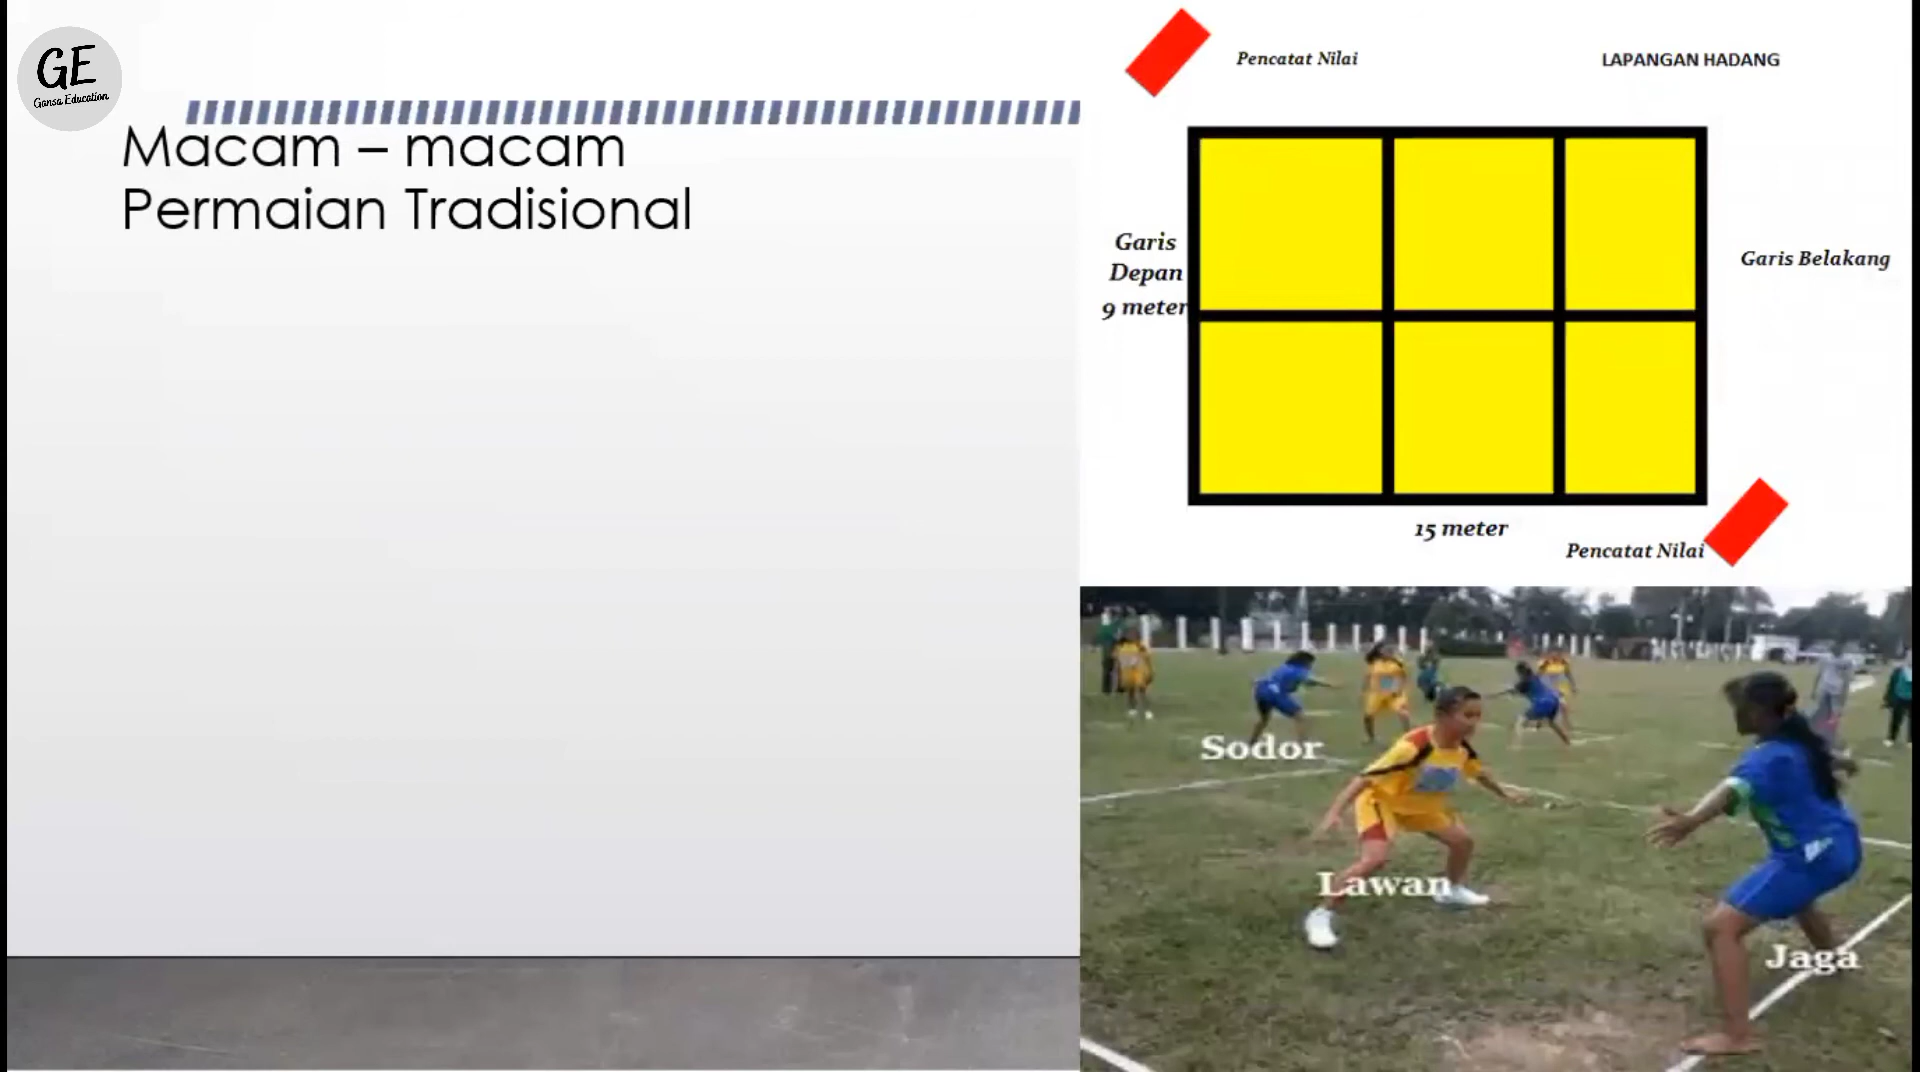 GE
Gansa Education
Macam – macam
Permaian Tradisional
Pencatat Nilai
LAPANGAN HADANG
Garis
Depan
9 meter
Garis Belakang
15 meter
Pencatat Nilai
Sodor
Lawan
Jaga